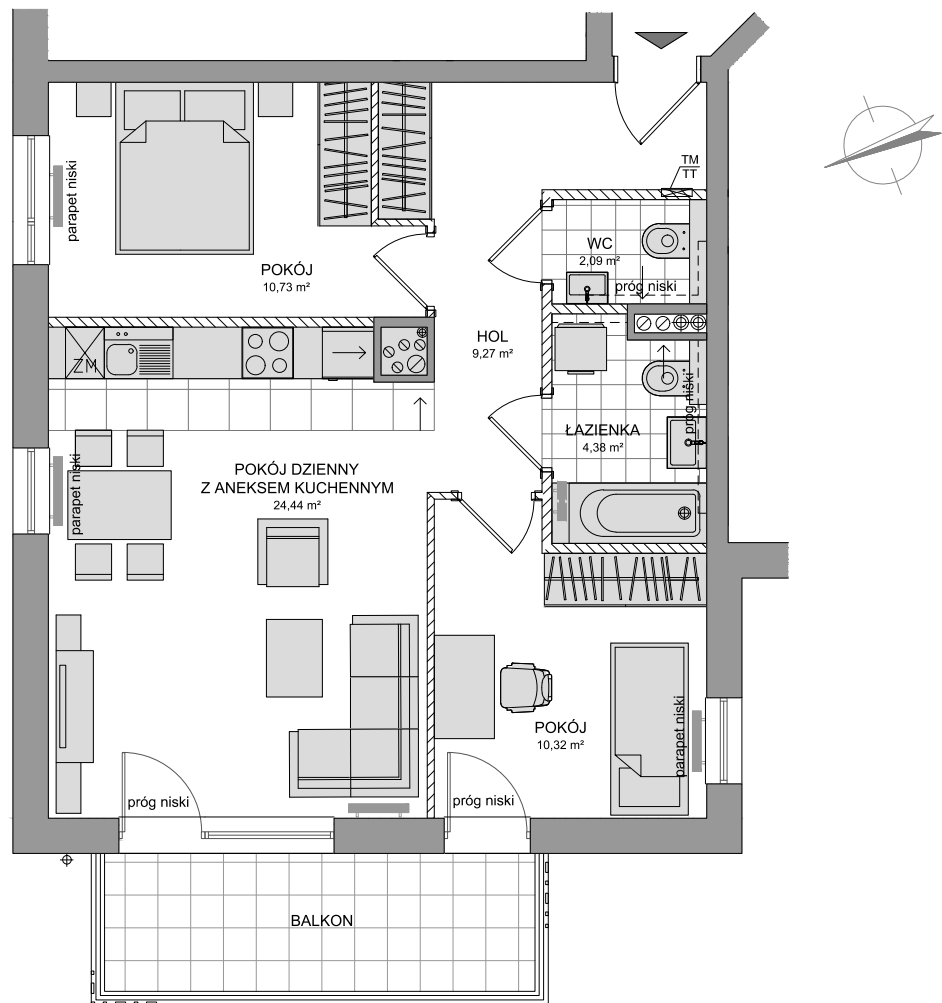 TM
TT
parapet niski
WC
2,09 m²
próg niski
POKÓJ
10,73 m²
HOL
9,27 m²
ZM
próg niski
ŁAZIENKA
4,38 m²
parapet niski
POKÓJ DZIENNY
Z ANEKSEM KUCHENNYM
24,44 m²
POKÓJ
10,32 m²
parapet niski
próg niski
próg niski
BALKON